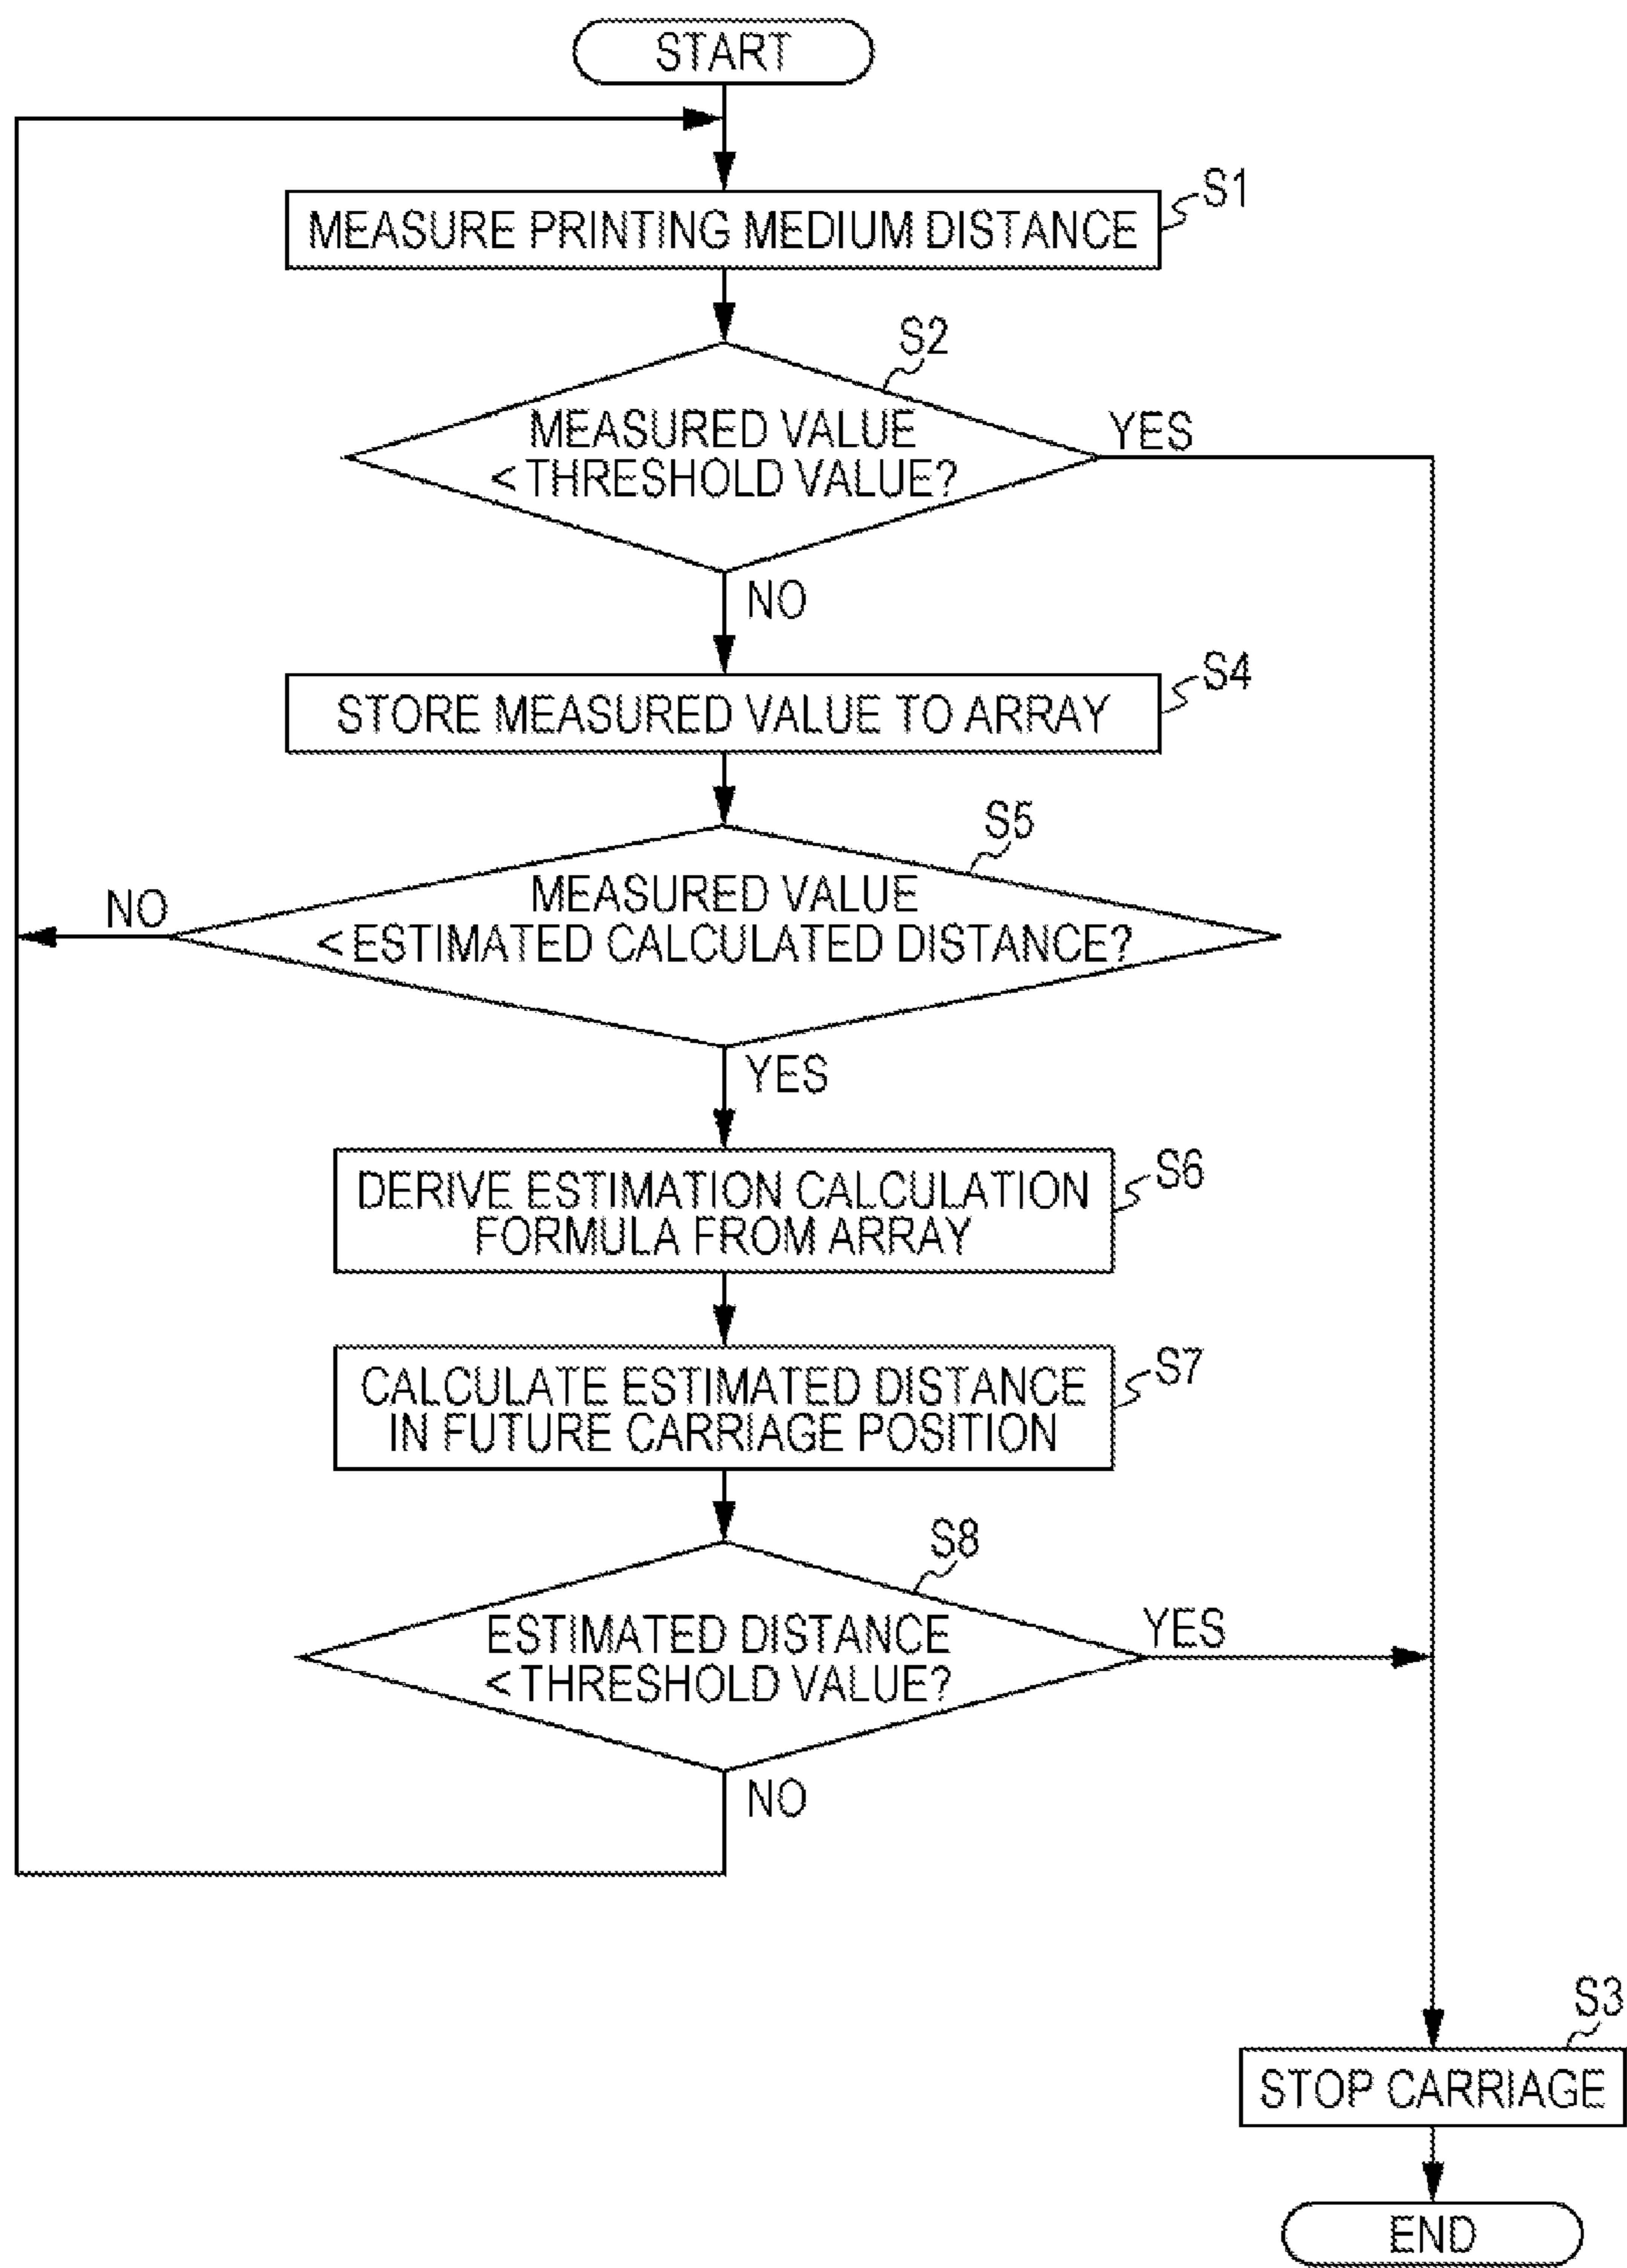 START
MEASURE PRINTING MEDIUM DISTANCE
S1
S2
MEASURED VALUE
< THRESHOLD VALUE?
YES
NO
STORE MEASURED VALUE TO ARRAY
S4
S5
MEASURED VALUE
< ESTIMATED CALCULATED DISTANCE?
NO
YES
DERIVE ESTIMATION CALCULATION
FORMULA FROM ARRAY
S6
CALCULATE ESTIMATED DISTANCE
IN FUTURE CARRIAGE POSITION
S7
S8
ESTIMATED DISTANCE
< THRESHOLD VALUE?
YES
NO
S3
STOP CARRIAGE
END